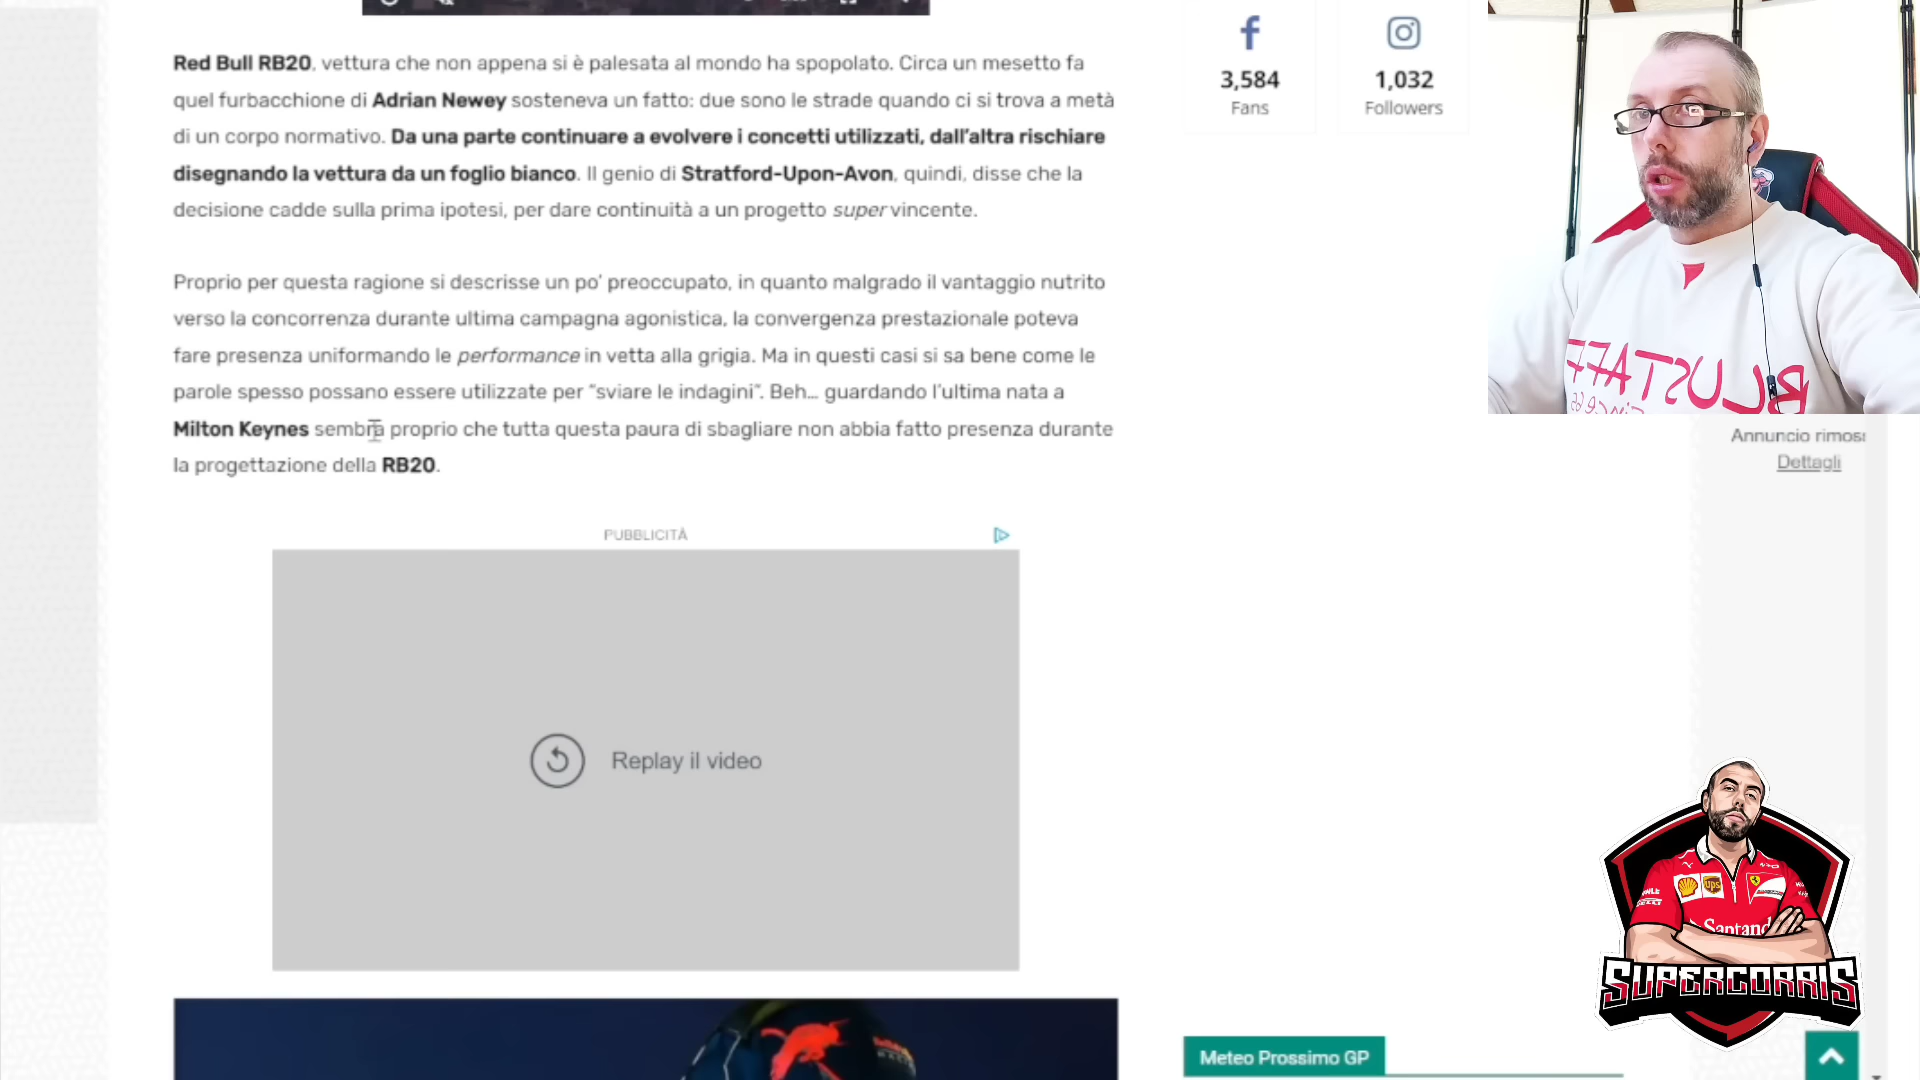 Red Bull RB20, vettura che non appena si è palesata al mondo ha spopolato. Circa un mesetto fa
quel furbacchione di Adrian Newey sosteneva un fatto: due sono le strade quando ci si trova a metà
di un corpo normativo. Da una parte continuare a evolvere i concetti utilizzati, dall'altra rischiare
disegnando la vettura da un foglio bianco. Il genio di Stratford-Upon-Avon, quindi, disse che la
decisione cadde sulla prima ipotesi, per dare continuità a un progetto super vincente.
Proprio per questa ragione si descrisse un po' preoccupato, in quanto malgrado il vantaggio nutrito
verso la concorrenza durante ultima campagna agonistica, la convergenza prestazionale poteva
fare presenza uniformando le performance in vetta alla grigia. Ma in questi casi si sa bene come le
parole spesso possano essere utilizzate per “sviare le indagini”. Beh… guardando l'ultima nata a
Milton Keynes sembra proprio che tutta questa paura di sbagliare non abbia fatto presenza durante
la progettazione della RB20.
PUBBLICITÀ
Replay il video
3,584
Fans
1,032
Followers
BLUSTAFF
SINCE 66
Annuncio rimos
Dettagli
UPS
Santand
SUPERCORRIS
Meteo Prossimo GP